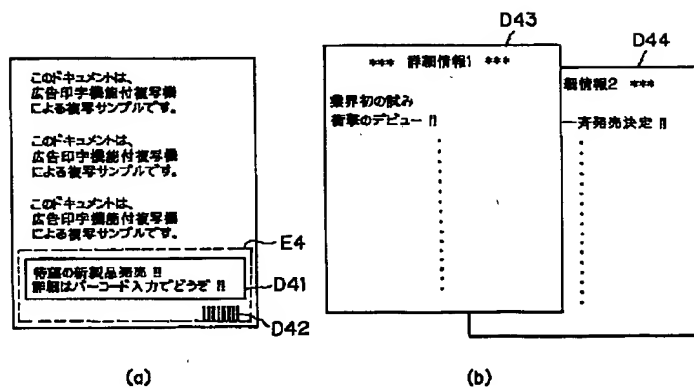 このドキュメントは、
広告印字機能付複写機
による複写サンプルです。
このドキュメントは、
広告印字機能付複写機
による複写サンプルです。
このドキュメントは、
広告印字機能付複写機
による複写サンプルです。
E4
待望の新製品発売 !!
詳細はバーコード入力でどうぞ !!
D41
D42
(a)
D43
*** 詳細情報1 ***
業界初の試み
衝撃のデビュー !!
D44
細情報2 ***
斉発売決定 !!
(b)